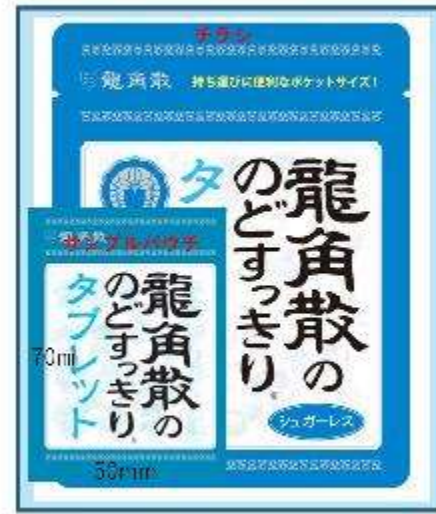 チラシ
龍角散 持ち運びに便利なポケットサイズ!
龍角散の
のどすっきり
タ
シュガーレス
サンプルパウチ
龍角散の
のどすっきり
タブレット